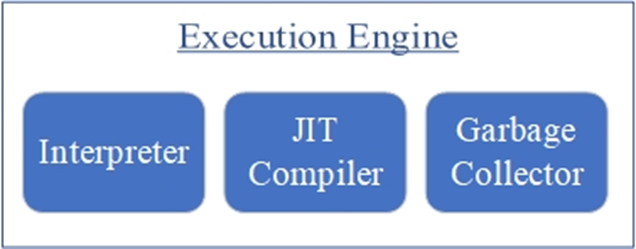 Execution Engine
Interpreter
JIT
Compiler
Garbage
Collector